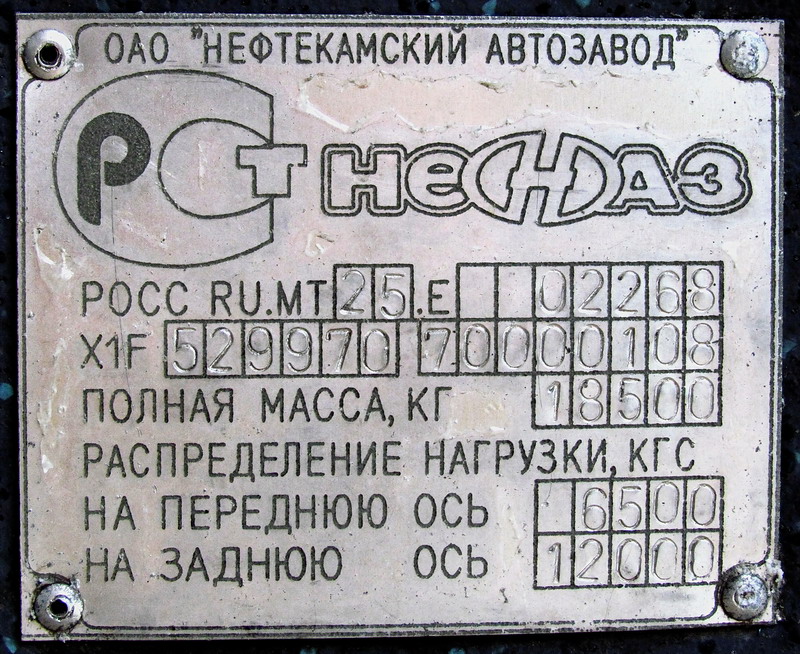 ОАО "НЕФТЕКАМСКИЙ АВТОЗАВОД"
РСТ НЕФАЗ
РОСС RU.МТ 25.Е 02268
X1F 529970 70000108
ПОЛНАЯ МАССА, КГ 18500
РАСПРЕДЕЛЕНИЕ НАГРУЗКИ, КГС
НА ПЕРЕДНЮЮ ОСЬ 6500
НА ЗАДНЮЮ ОСЬ 12000